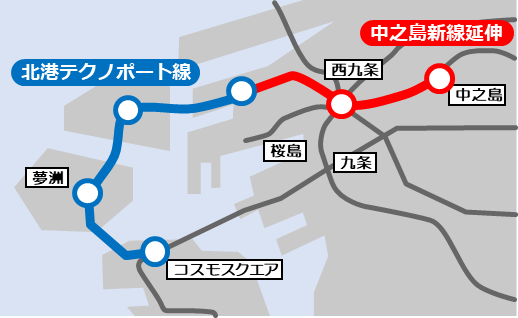 中之島新線延伸
北港テクノポート線
西九条
中之島
桜島
九条
夢洲
コスモスクエア